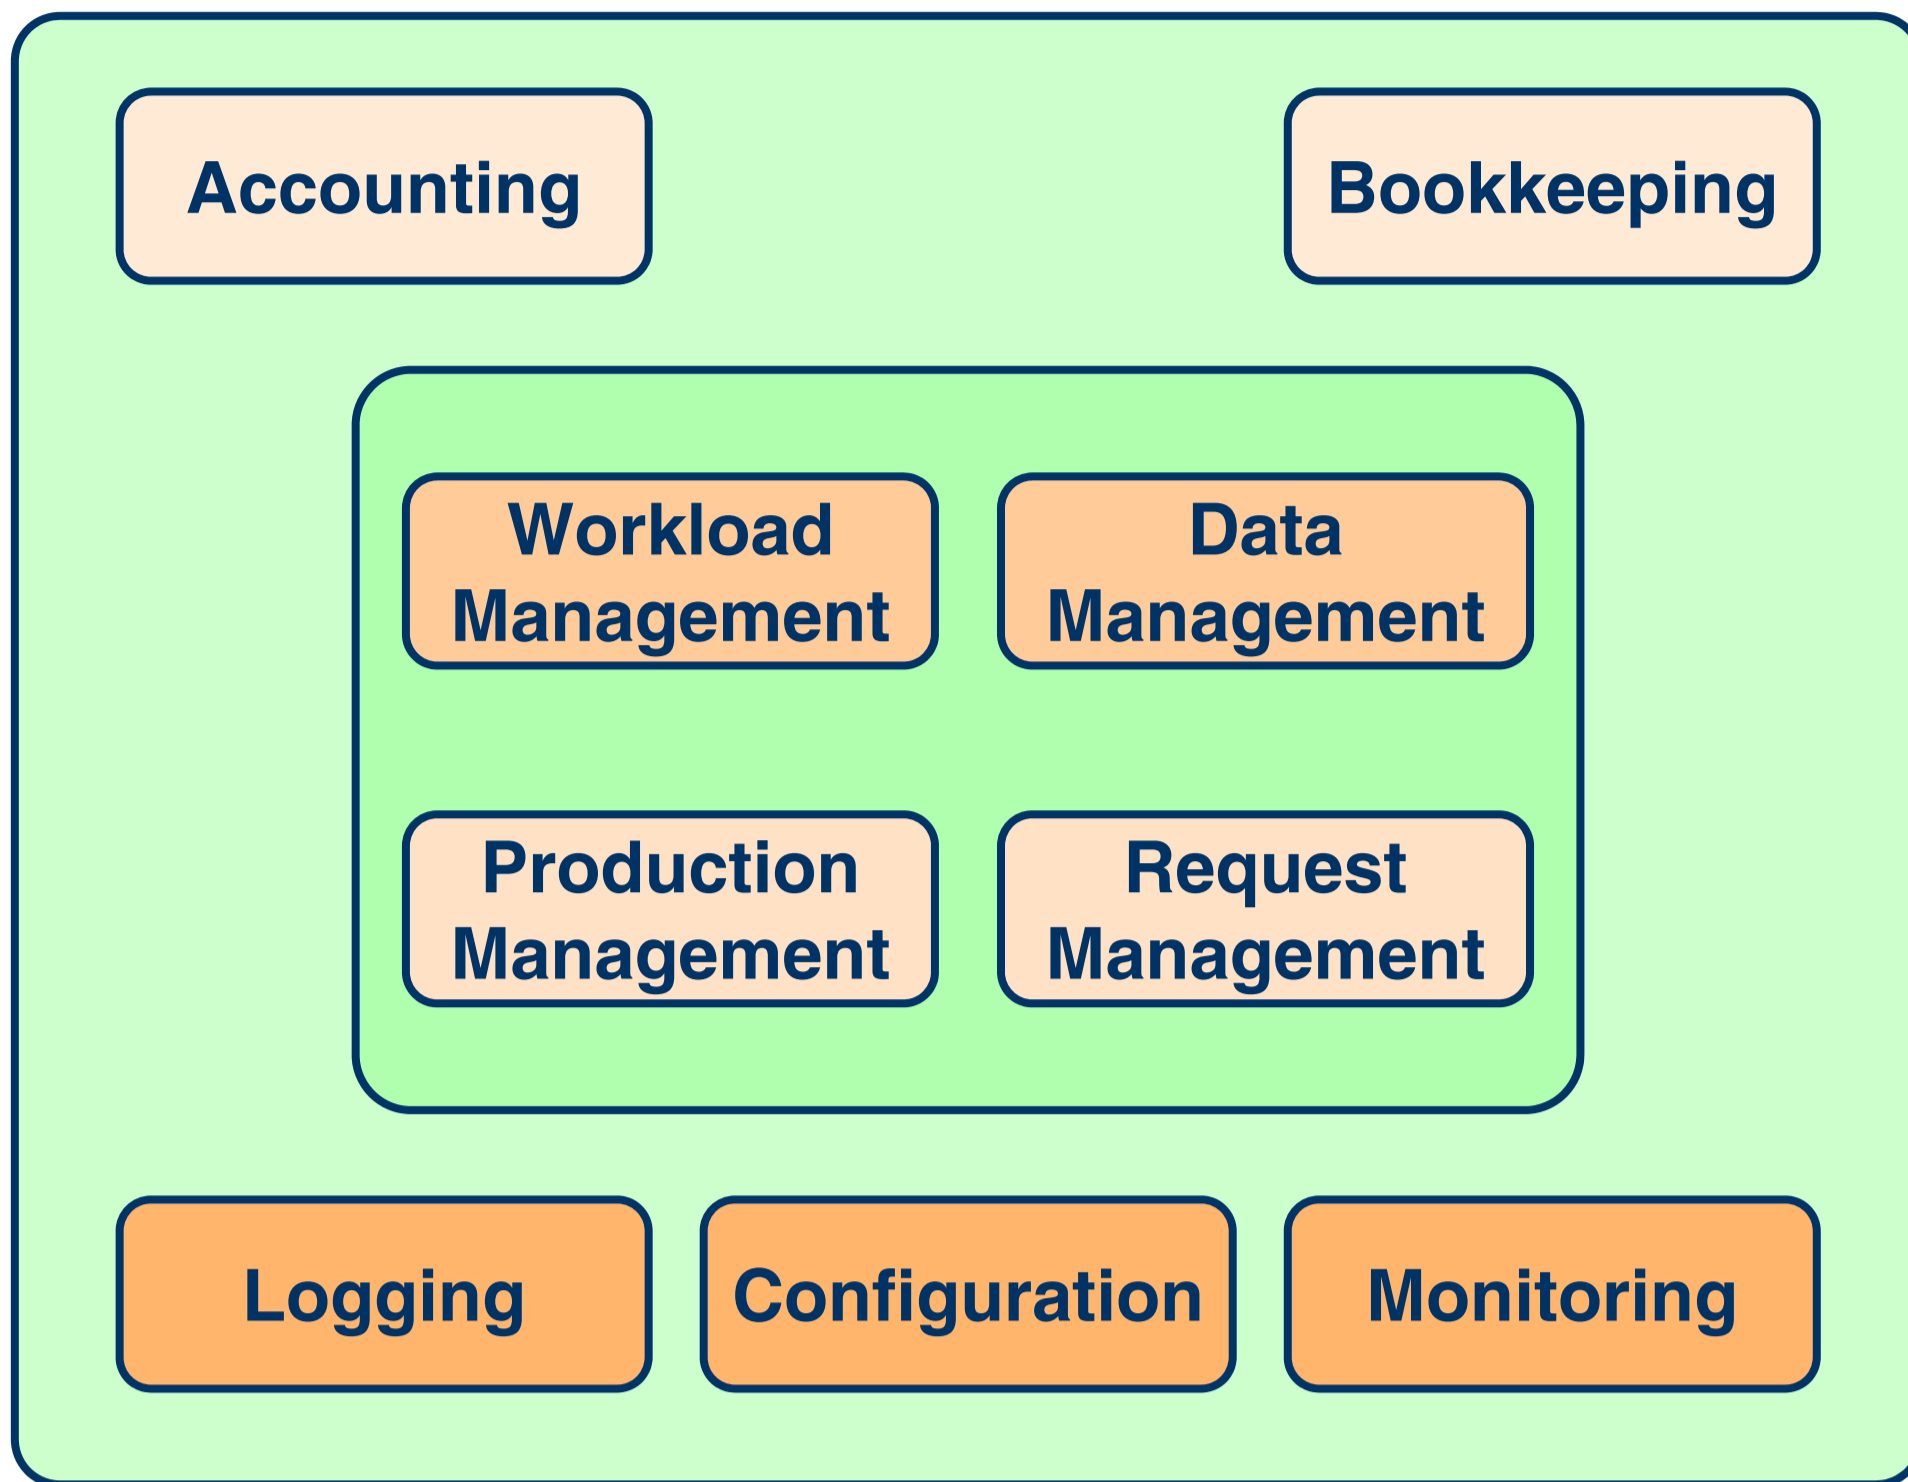 Accounting
Bookkeeping
Workload
Management
Data
Management
Production
Management
Request
Management
Logging
Configuration
Monitoring